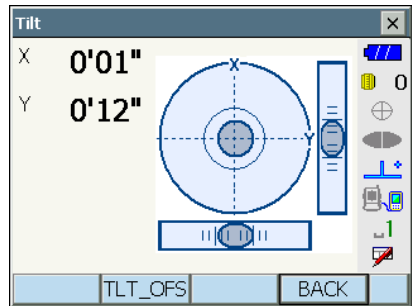 Tilt
X 0'01"
Y 0'12"
X
Y
0
1
TLT_OFS BACK